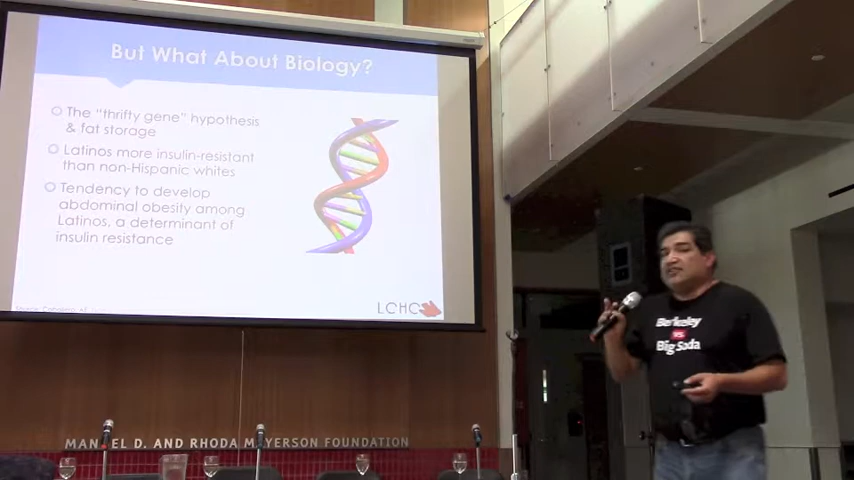 But What About Biology?
The "thrifty gene" hypothesis
& fat storage
Latinos more insulin-resistant
than non-Hispanic whites
Tendency to develop
abdominal obesity among
Latinos, a determinant of
insulin resistance
LCHC
Berkeley
vs
Big Soda
MANUEL D. AND RHODA MAYERSON FOUNDATION